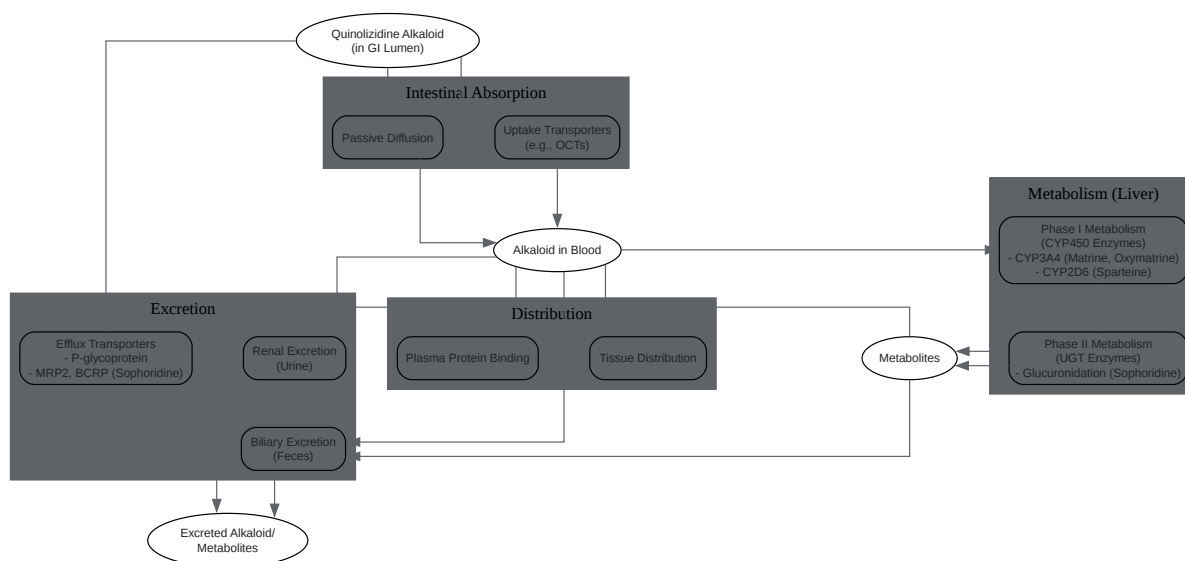 Quinolizidine Alkaloid
(in GI Lumen)
Intestinal Absorption
Passive Diffusion
Uptake Transporters
(e.g., OCTs)
Metabolism (Liver)
Phase I Metabolism
(CYP450 Enzymes)
- CYP3A4 (Matrine, Oxymatrine)
- CYP2D6 (Sparteine)
Alkaloid in Blood
Excretion
Efflux Transporters
- P-glycoprotein
- MRP2, BCRP (Sophoridine)
Renal Excretion
(Urine)
Distribution
Plasma Protein Binding
Tissue Distribution
Metabolites
Phase II Metabolism
(UGT Enzymes)
- Glucuronidation (Sophoridine)
Biliary Excretion
(Feces)
Excreted Alkaloid/
Metabolites